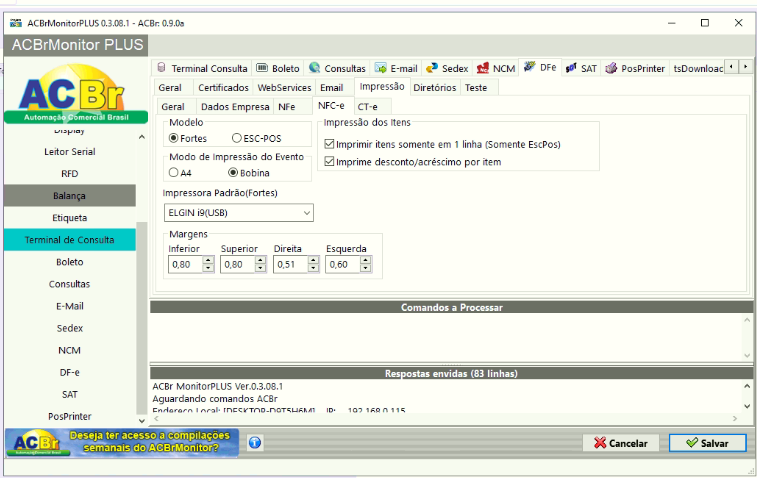 ACBrMonitorPLUS 0.3.08.1 - ACBr: 0.9.0a
ACBrMonitor PLUS
ACBr
Automação Comercial Brasil
Display
Leitor Serial
RFD
Balança
Etiqueta
Terminal de Consulta
Boleto
Consultas
E-Mail
Sedex
NCM
DF-e
SAT
PosPrinter
Terminal Consulta Boleto Consultas E-mail Sedex NCM DFe SAT PosPrinter tsDownloac
Geral Certificados WebServices Email Impressão Diretórios Teste
Geral Dados Empresa NFe NFC-e CT-e
Modelo
Fortes ESC-POS
Modo de Impressão do Evento
A4 Bobina
Impressora Padrão(Fortes)
ELGIN i9(USB)
Margens
Inferior Superior Direita Esquerda
0,80 0,80 0,51 0,60
Impressão dos Itens
Imprimir itens somente em 1 linha (Somente EscPos)
Imprime desconto/acréscimo por item
Comandos a Processar
Respostas envidas (83 linhas)
ACBr MonitorPLUS Ver.0.3.08.1
Aguardando comandos ACBr
Endereço Local: [DESKTOP-D9T5H6M] IP: 192.168.0.115
ACBr
Deseja ter acesso a compilações
semanais do ACBrMonitor?
Cancelar
Salvar